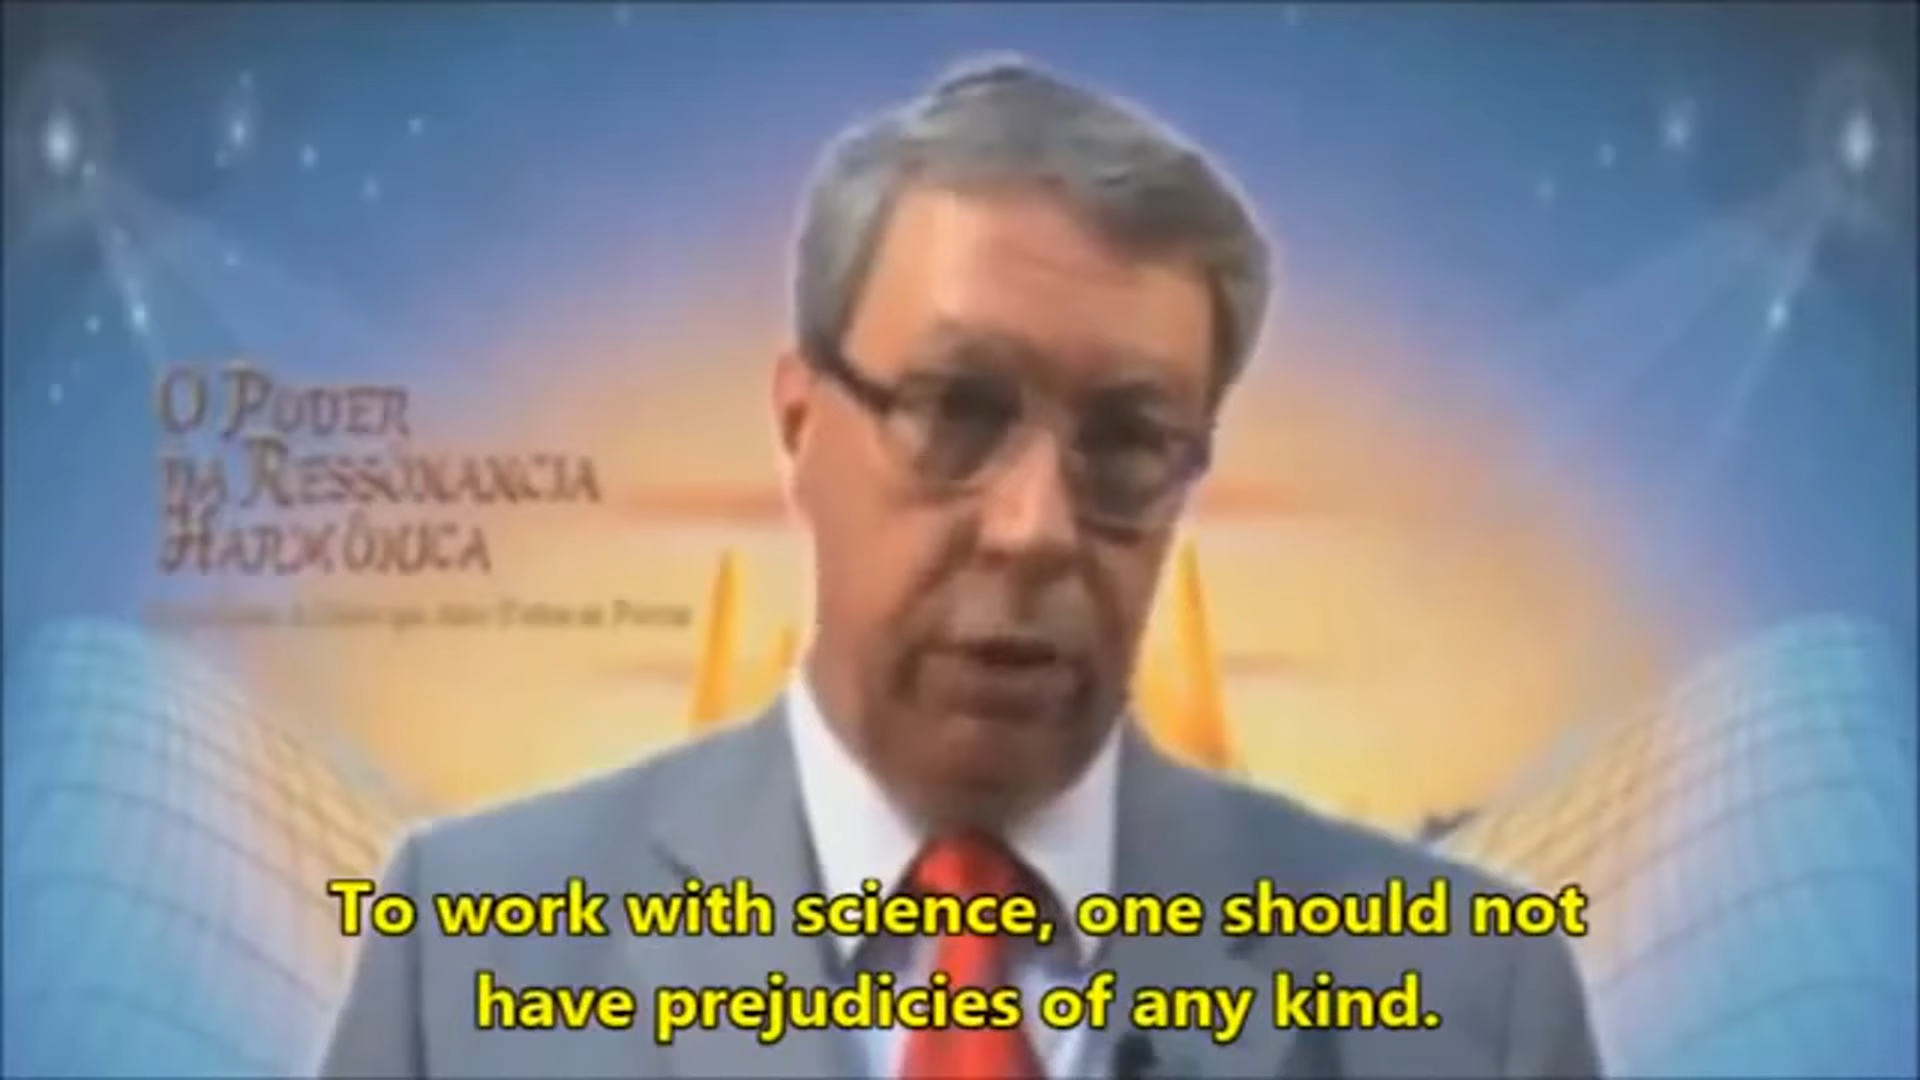 O PODER
DA RESSONANCIA
HARMÔNICA
To work with science, one should not
have prejudicies of any kind.